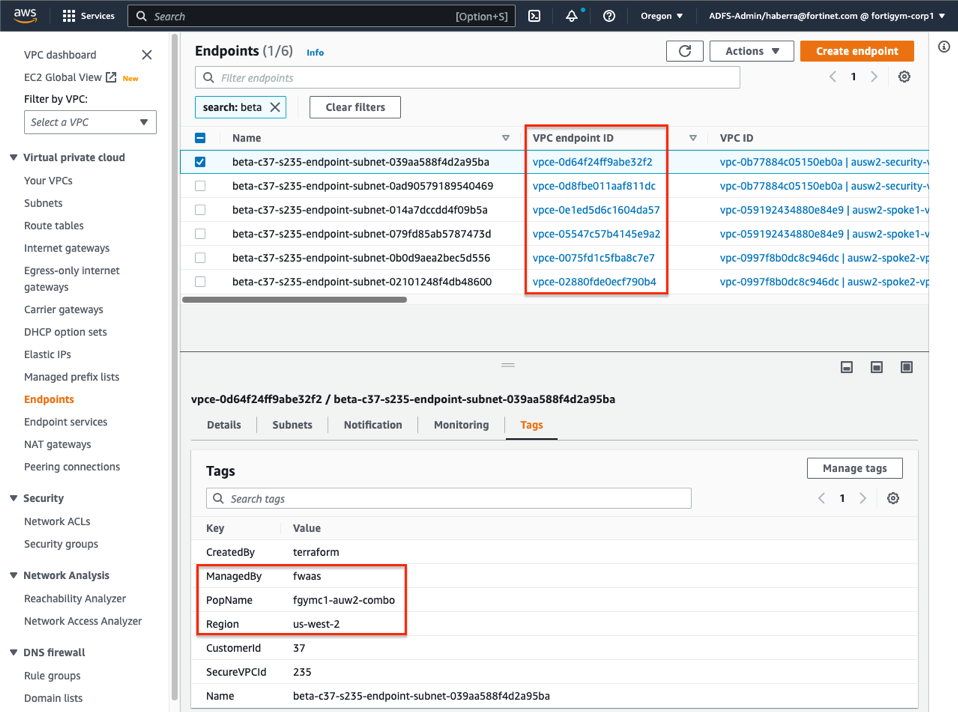 aws Services Search [Option+S] Oregon ▼ ADFS-Admin/haberra@fortinet.com @ fortigym-corp1 ▼
VPC dashboard
EC2 Global View New
Filter by VPC:
Select a VPC
Virtual private cloud
Your VPCs
Subnets
Route tables
Internet gateways
Egress-only internet
gateways
Carrier gateways
DHCP option sets
Elastic IPs
Managed prefix lists
Endpoints
Endpoint services
NAT gateways
Peering connections
Security
Network ACLs
Security groups
Network Analysis
Reachability Analyzer
Network Access Analyzer
DNS firewall
Rule groups
Domain lists
Endpoints (1/6) Info Actions ▼ Create endpoint
Filter endpoints 1
search: beta Clear filters
Name VPC endpoint ID VPC ID
beta-c37-s235-endpoint-subnet-039aa588f4d2a95ba vpce-0d64f24ff9abe32f2 vpc-0b77884c05150eb0a | ausw2-security-v
beta-c37-s235-endpoint-subnet-0ad90579189540469 vpce-0d8fbe011aaf811dc vpc-0b77884c05150eb0a | ausw2-security-v
beta-c37-s235-endpoint-subnet-014a7dccdd4f09b5a vpce-0e1ed5d6c1604da57 vpc-059192434880e84e9 | ausw2-spoke1-v
beta-c37-s235-endpoint-subnet-079fd85ab5787473d vpce-05547c57b4145e9a2 vpc-059192434880e84e9 | ausw2-spoke1-v
beta-c37-s235-endpoint-subnet-0b0d9aea2bec5d556 vpce-0075fd1c5fba8c7e7 vpc-0997f8b0dc8c946dc | ausw2-spoke2-vp
beta-c37-s235-endpoint-subnet-02101248f4db48600 vpce-02880fde0ecf790b4 vpc-0997f8b0dc8c946dc | ausw2-spoke2-vp
vpce-0d64f24ff9abe32f2 / beta-c37-s235-endpoint-subnet-039aa588f4d2a95ba
Details Subnets Notification Monitoring Tags
Tags Manage tags
Search tags 1
Key Value
CreatedBy terraform
ManagedBy fwaas
PopName fgymc1-auw2-combo
Region us-west-2
CustomerId 37
SecureVPCId 235
Name beta-c37-s235-endpoint-subnet-039aa588f4d2a95ba